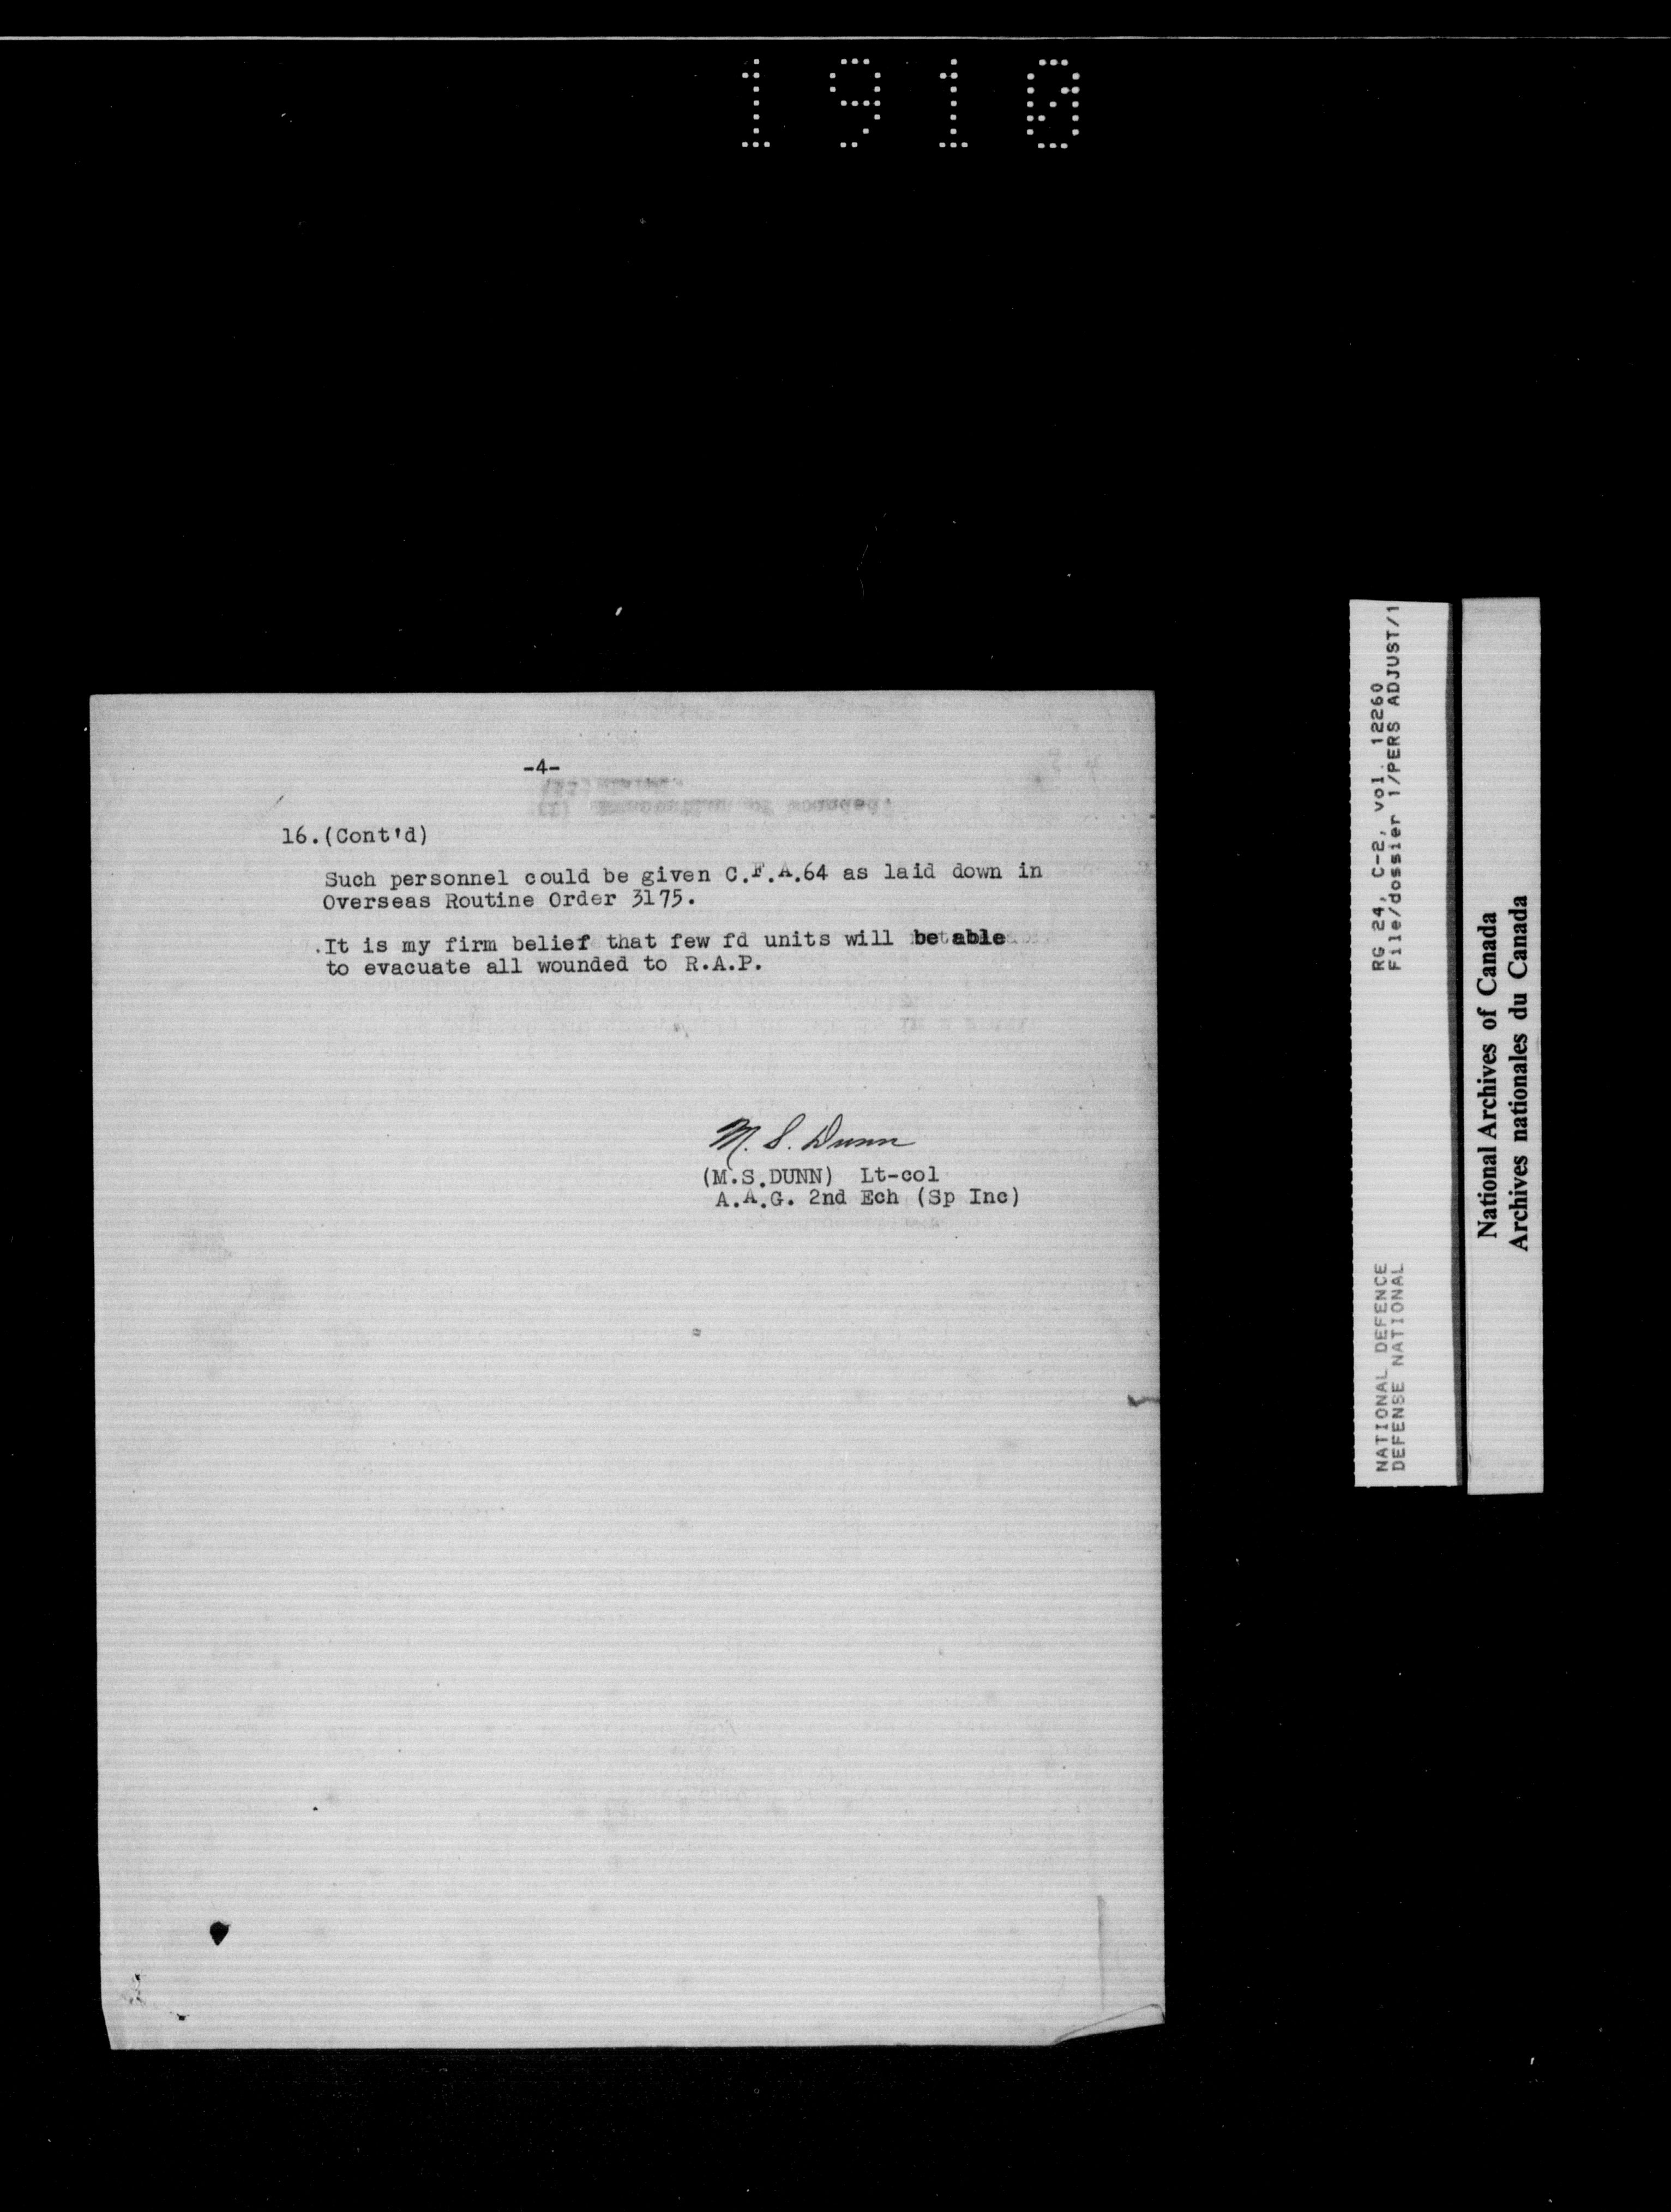 1910
-4-
16.(Cont'd)
Such personnel could be given C.F.A.64 as laid down in
Overseas Routine Order 3175.
.It is my firm belief that few fd units will be able
to evacuate all wounded to R.A.P.
M. S. Dunn
(M.S.DUNN) Lt-col
A.A.G. 2nd Ech (Sp Inc)
RG 24, C-2, vol. 12260
File/dossier 1/PERS ADJUST/1
NATIONAL DEFENCE
DEFENSE NATIONAL
National Archives of Canada
Archives nationales du Canada